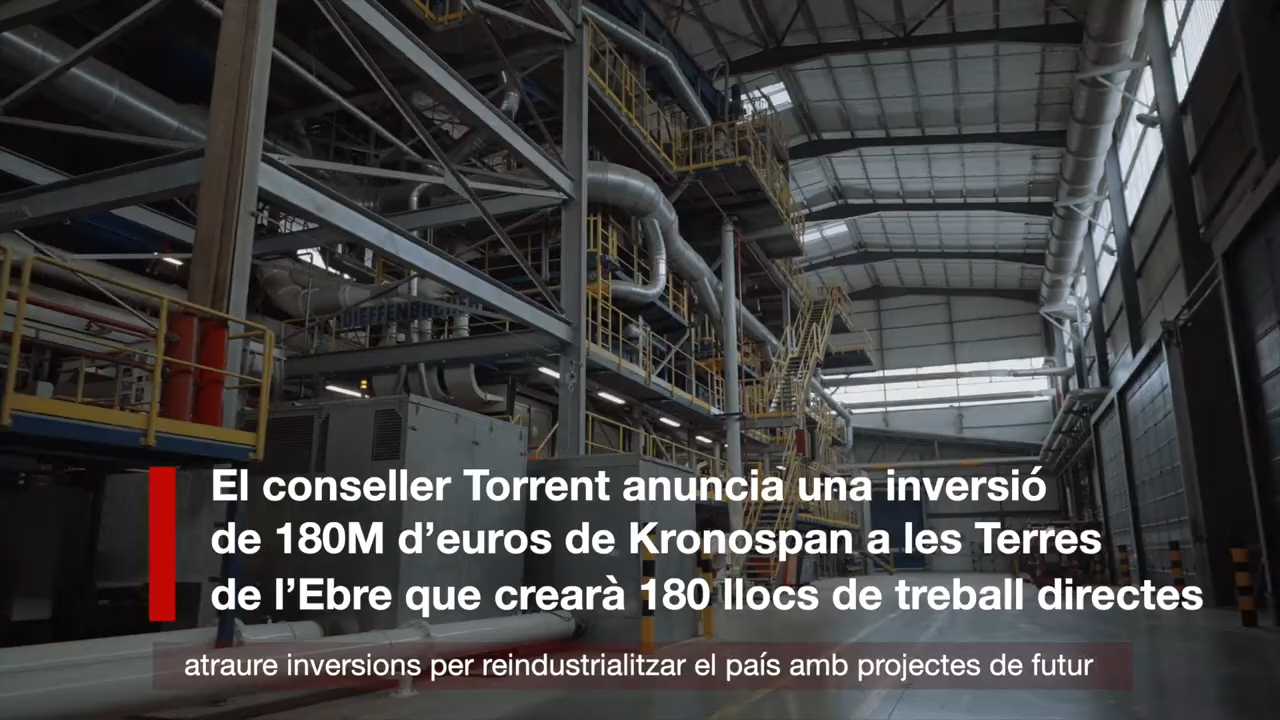 DIEFFENBACHER
El conseller Torrent anuncia una inversió
de 180M d’euros de Kronospan a les Terres
de l’Ebre que crearà 180 llocs de treball directes
atraure inversions per reindustrialitzar el país amb projectes de futur